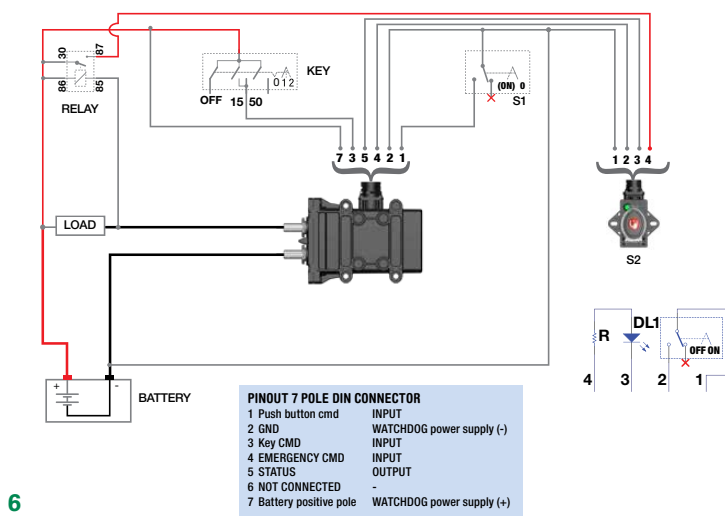 30
87
86
85
RELAY
KEY
0 1 2
OFF 15 50
(ON) 0
S1
7 3 5 4 2 1
1 2 3 4
S2
LOAD
+ -
BATTERY
R
DL1
OFF ON
4 3 2 1
PINOUT 7 POLE DIN CONNECTOR
1 Push button cmd INPUT
2 GND WATCHDOG power supply (-)
3 Key CMD INPUT
4 EMERGENCY CMD INPUT
5 STATUS OUTPUT
6 NOT CONNECTED -
7 Battery positive pole WATCHDOG power supply (+)
6